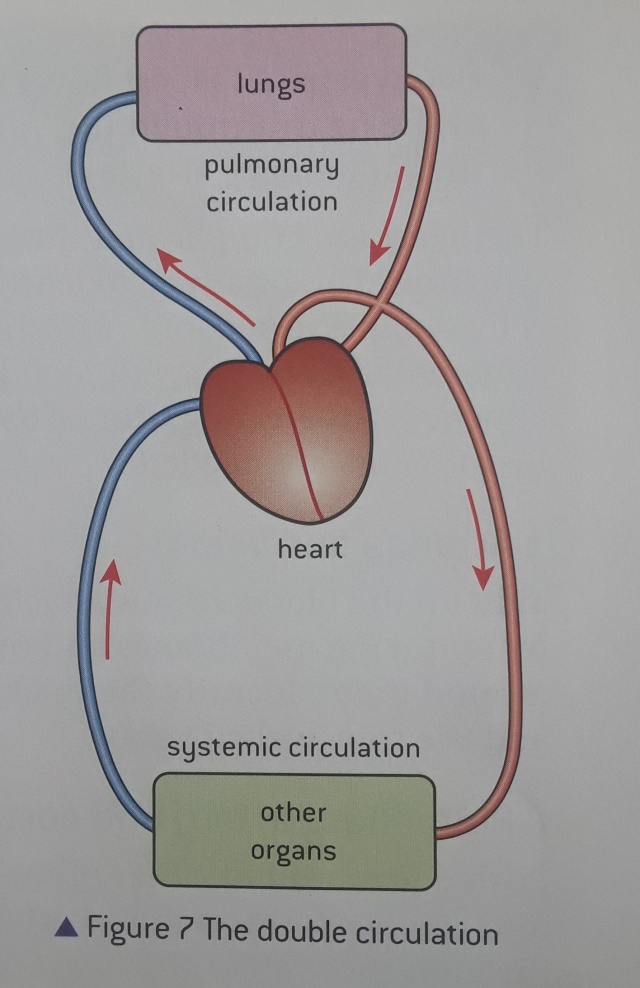 lungs
pulmonary
circulation
heart
systemic circulation
other
organs
▲ Figure 7 The double circulation